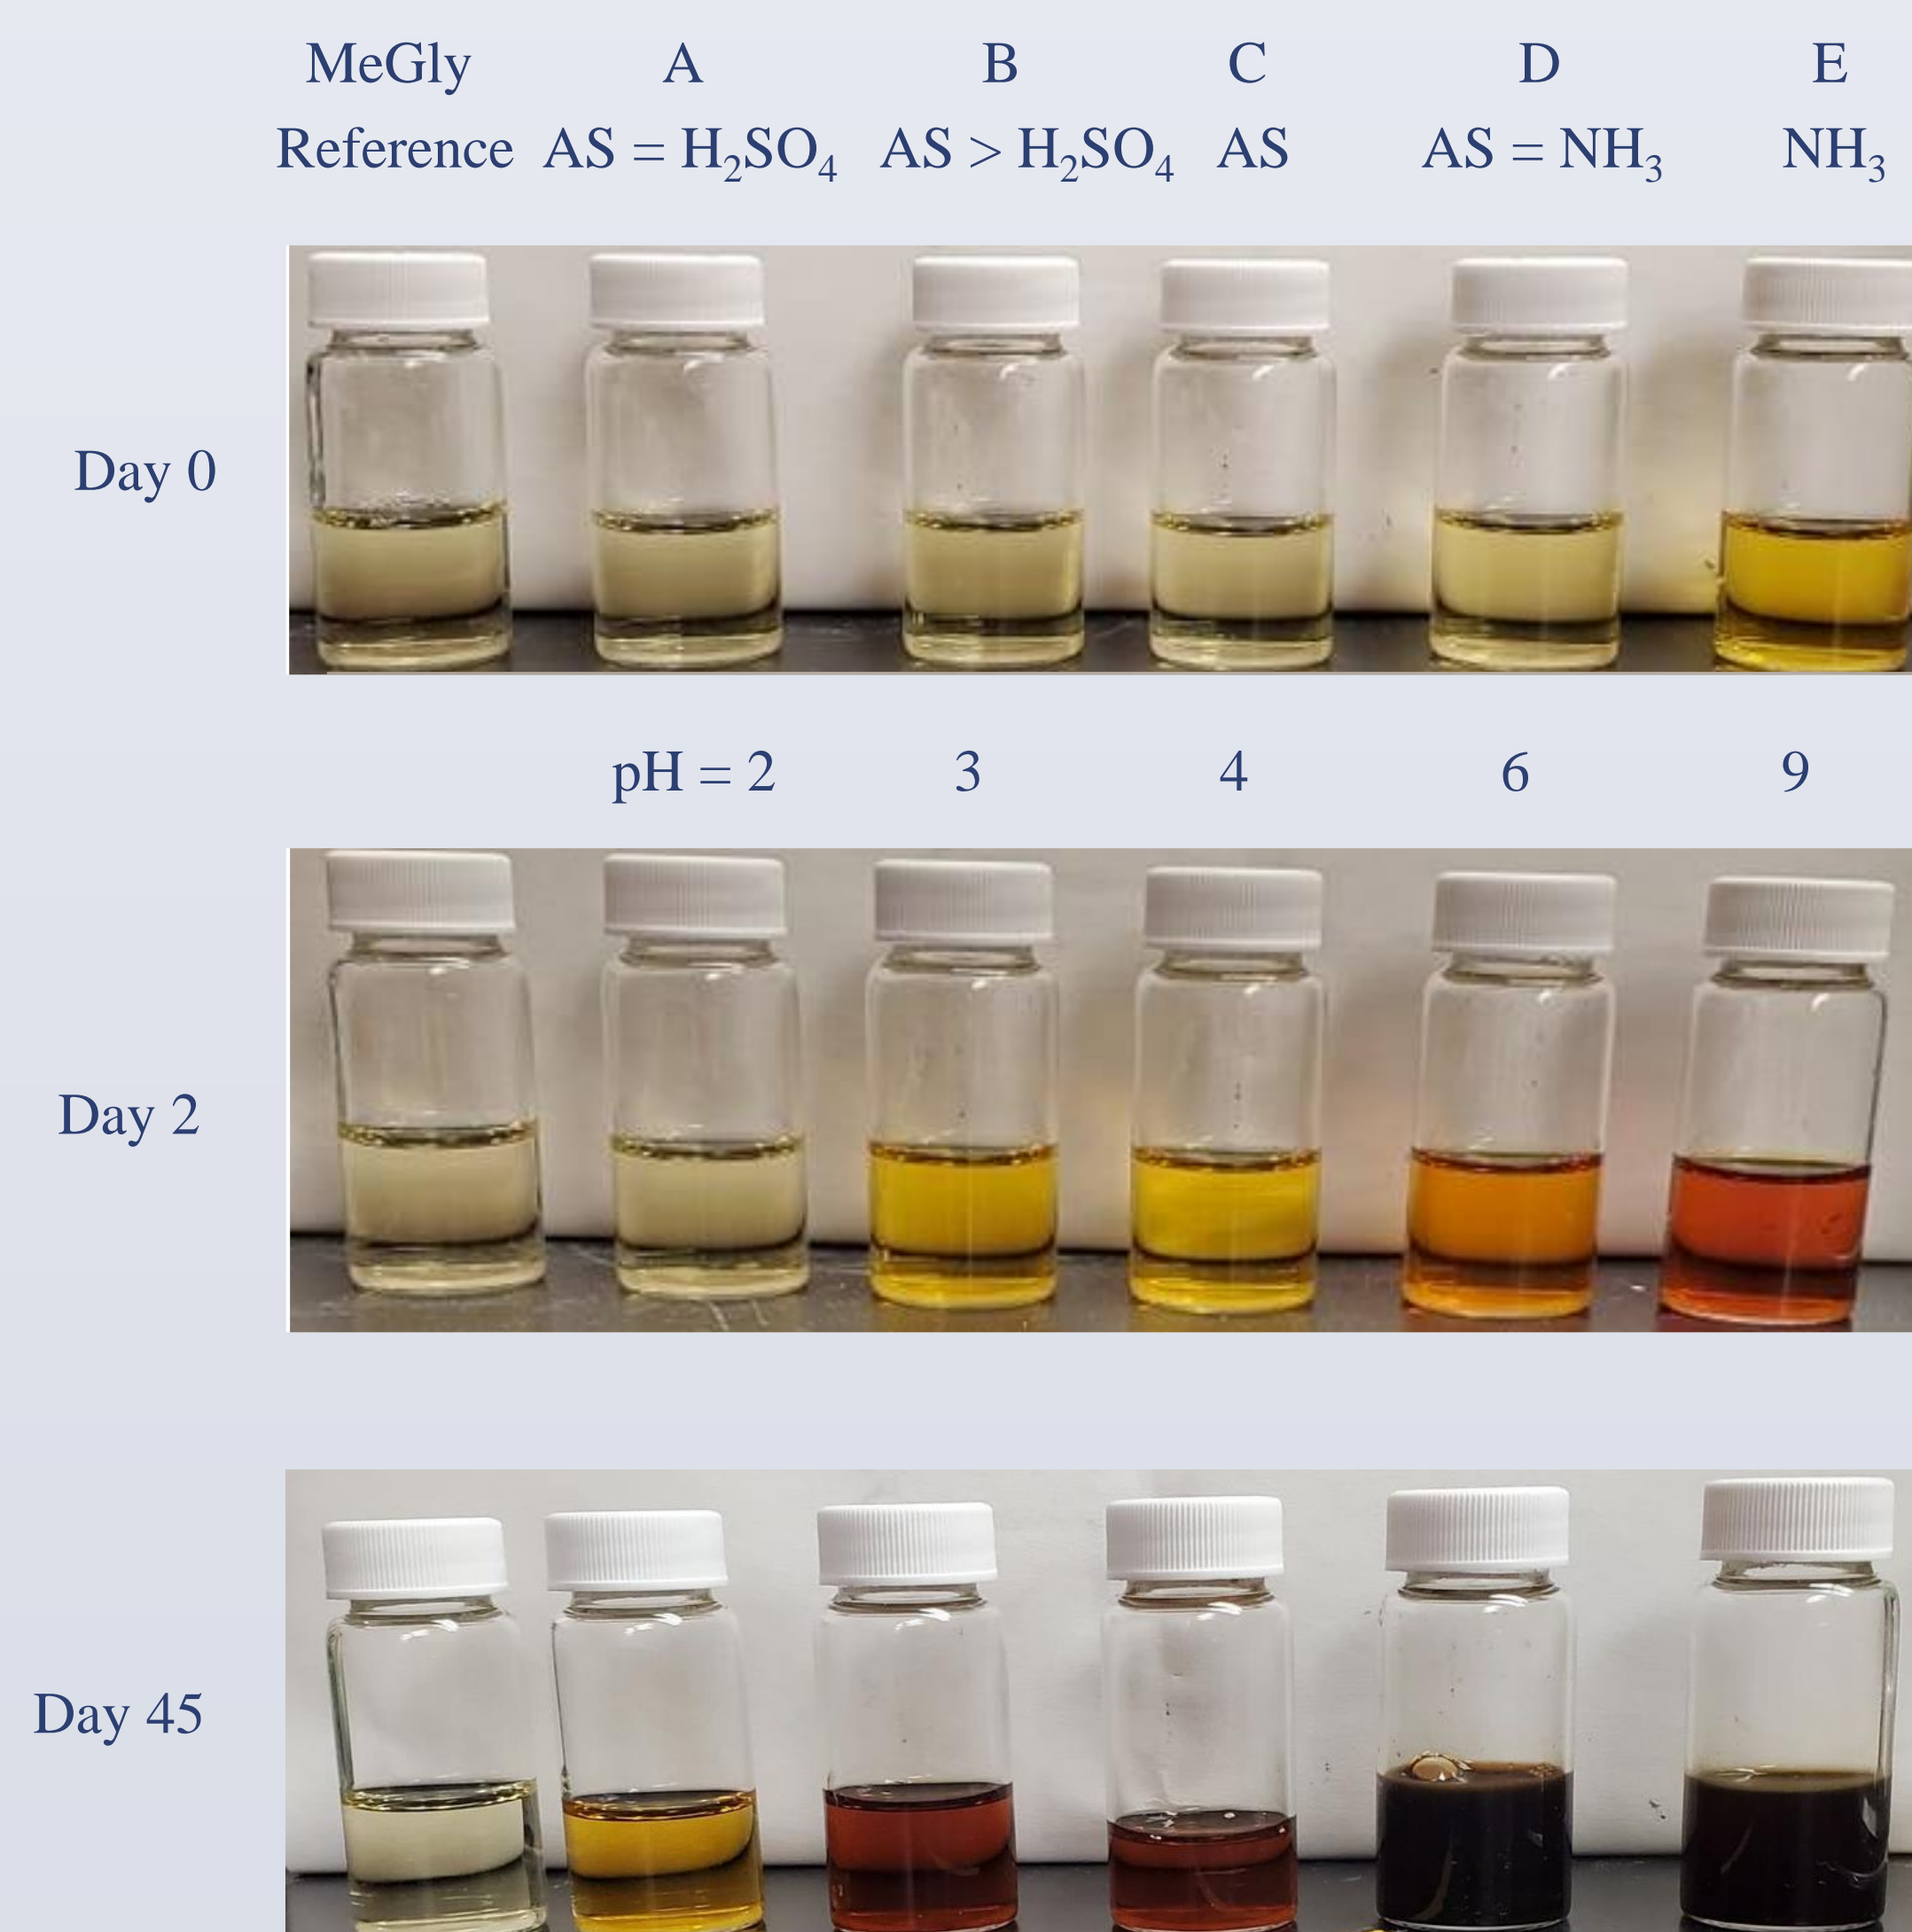 MeGly A B C D E
Reference AS = H₂SO₄ AS > H₂SO₄ AS AS = NH₃ NH₃
Day 0
pH = 2 3 4 6 9
Day 2
Day 45